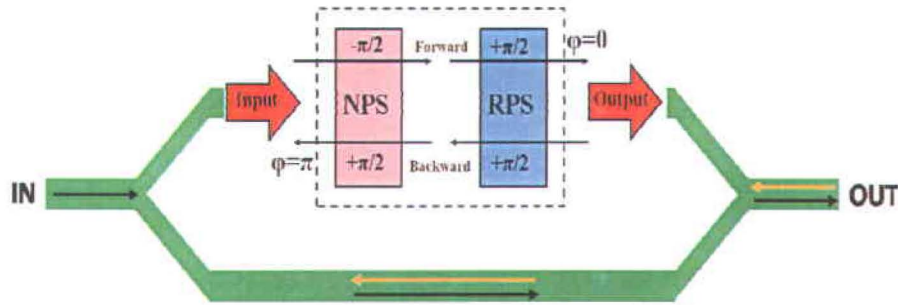 -π/2 Forward +π/2 φ=0
Input NPS RPS Output
φ=π +π/2 Backward +π/2
IN OUT